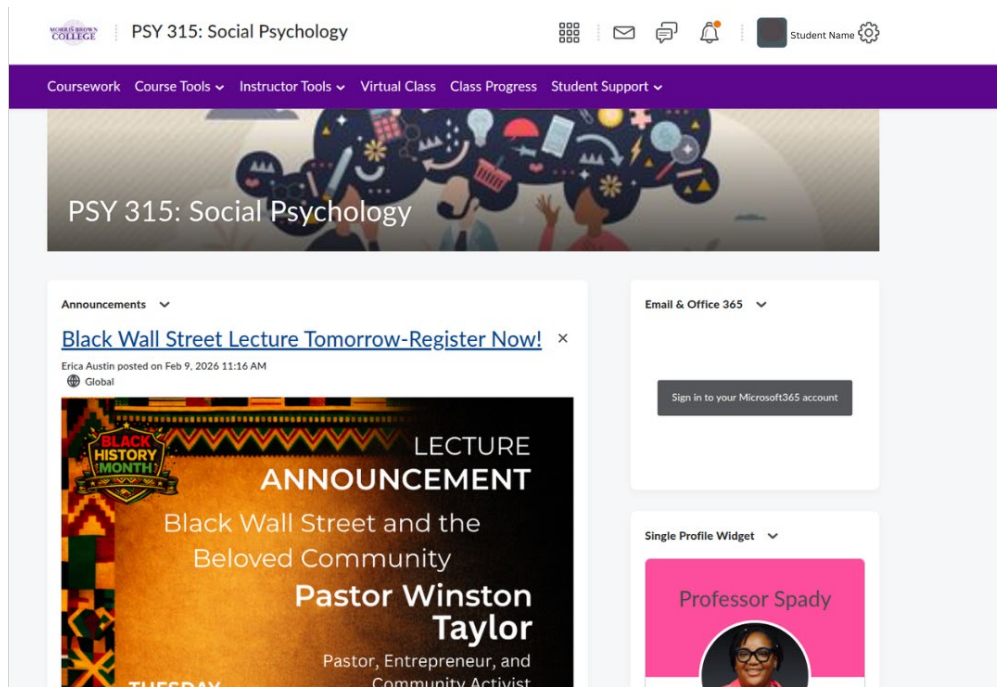 MORRIS BROWN
COLLEGE
PSY 315: Social Psychology
Student Name
Coursework Course Tools Instructor Tools Virtual Class Class Progress Student Support
PSY 315: Social Psychology
Announcements
Black Wall Street Lecture Tomorrow-Register Now!
Erica Austin posted on Feb 9, 2026 11:16 AM
Global
BLACK
HISTORY
MONTH
LECTURE
ANNOUNCEMENT
Black Wall Street and the
Beloved Community
Pastor Winston
Taylor
Pastor, Entrepreneur, and
Community Activist
TUESDAY
Email & Office 365
Sign in to your Microsoft365 account
Single Profile Widget
Professor Spady